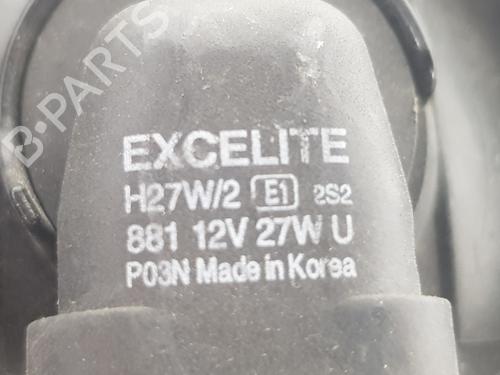 B-PARTS
EXCELITE
H27W/2 E1 2S2
881 12V 27W U
P03N Made in Korea